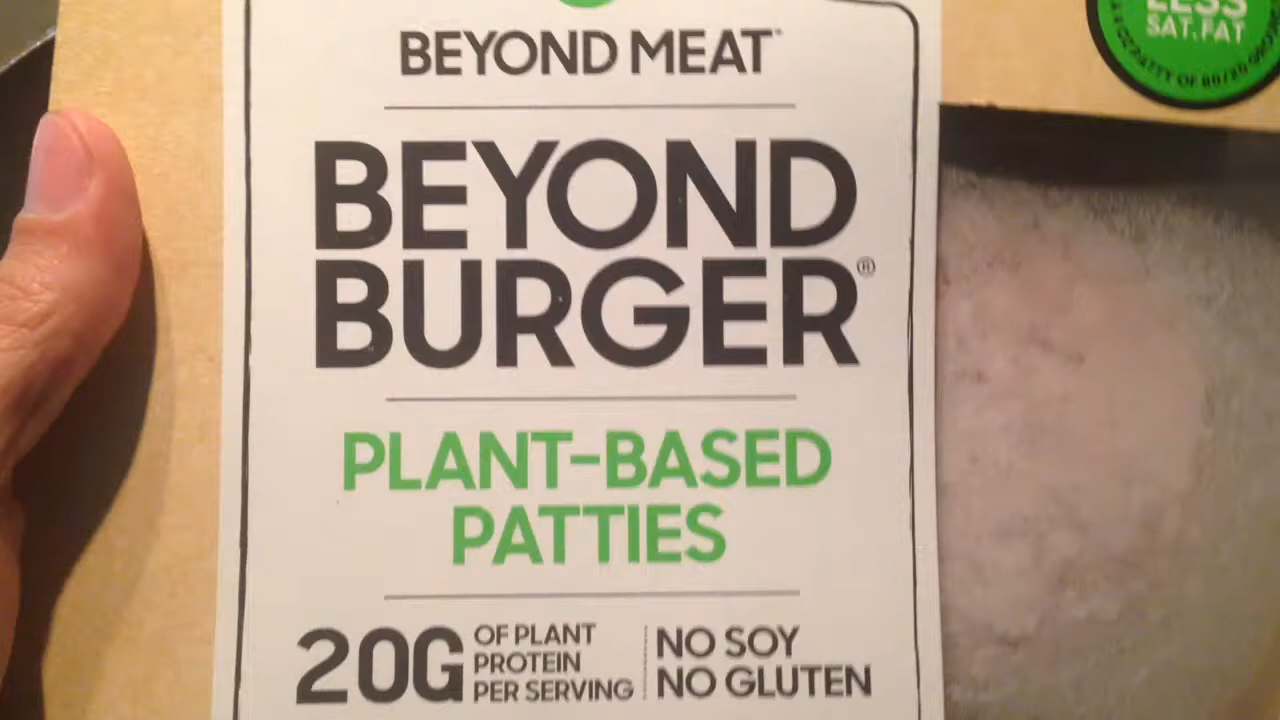 BEYOND MEAT
BEYOND
BURGER®
PLANT-BASED
PATTIES
20G
OF PLANT
PROTEIN
PER SERVING
NO SOY
NO GLUTEN
LESS
SAT.FAT